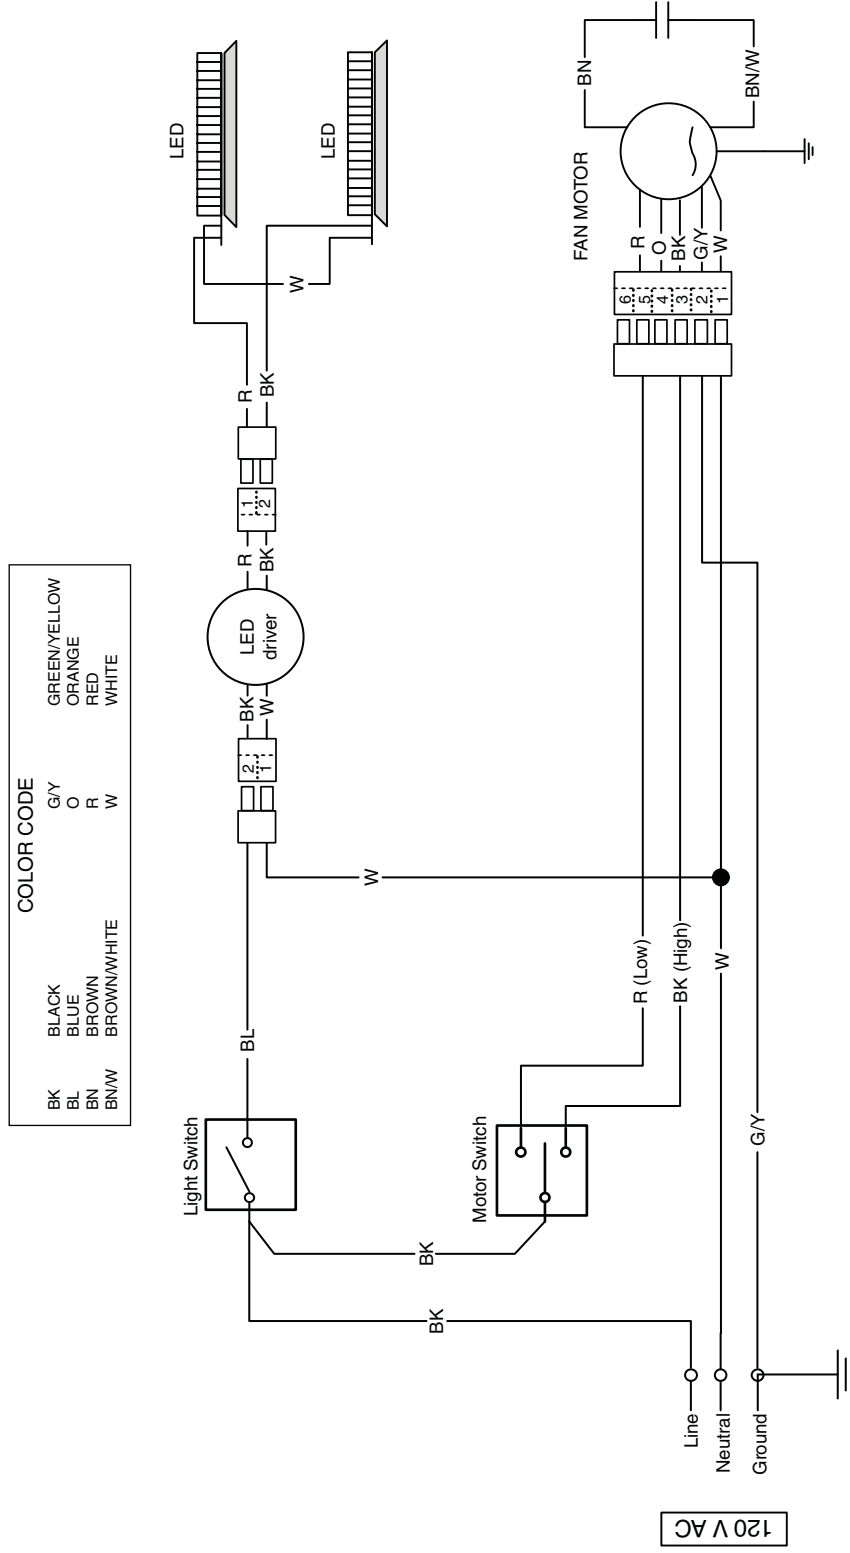 COLOR CODE
BK BLACK G/Y GREEN/YELLOW
BL BLUE O ORANGE
BN BROWN R RED
BN/W BROWN/WHITE W WHITE
LED
LED
Light Switch
BL
2
1
BK
W
LED
driver
R
BK
1
2
R
BK
W
W
BK
BK
Motor Switch
R (Low)
BK (High)
W
G/Y
FAN MOTOR
6
5
4
3
2
1
R
O
BK
G/Y
W
BN
BN/W
Line
Neutral
Ground
120 V AC